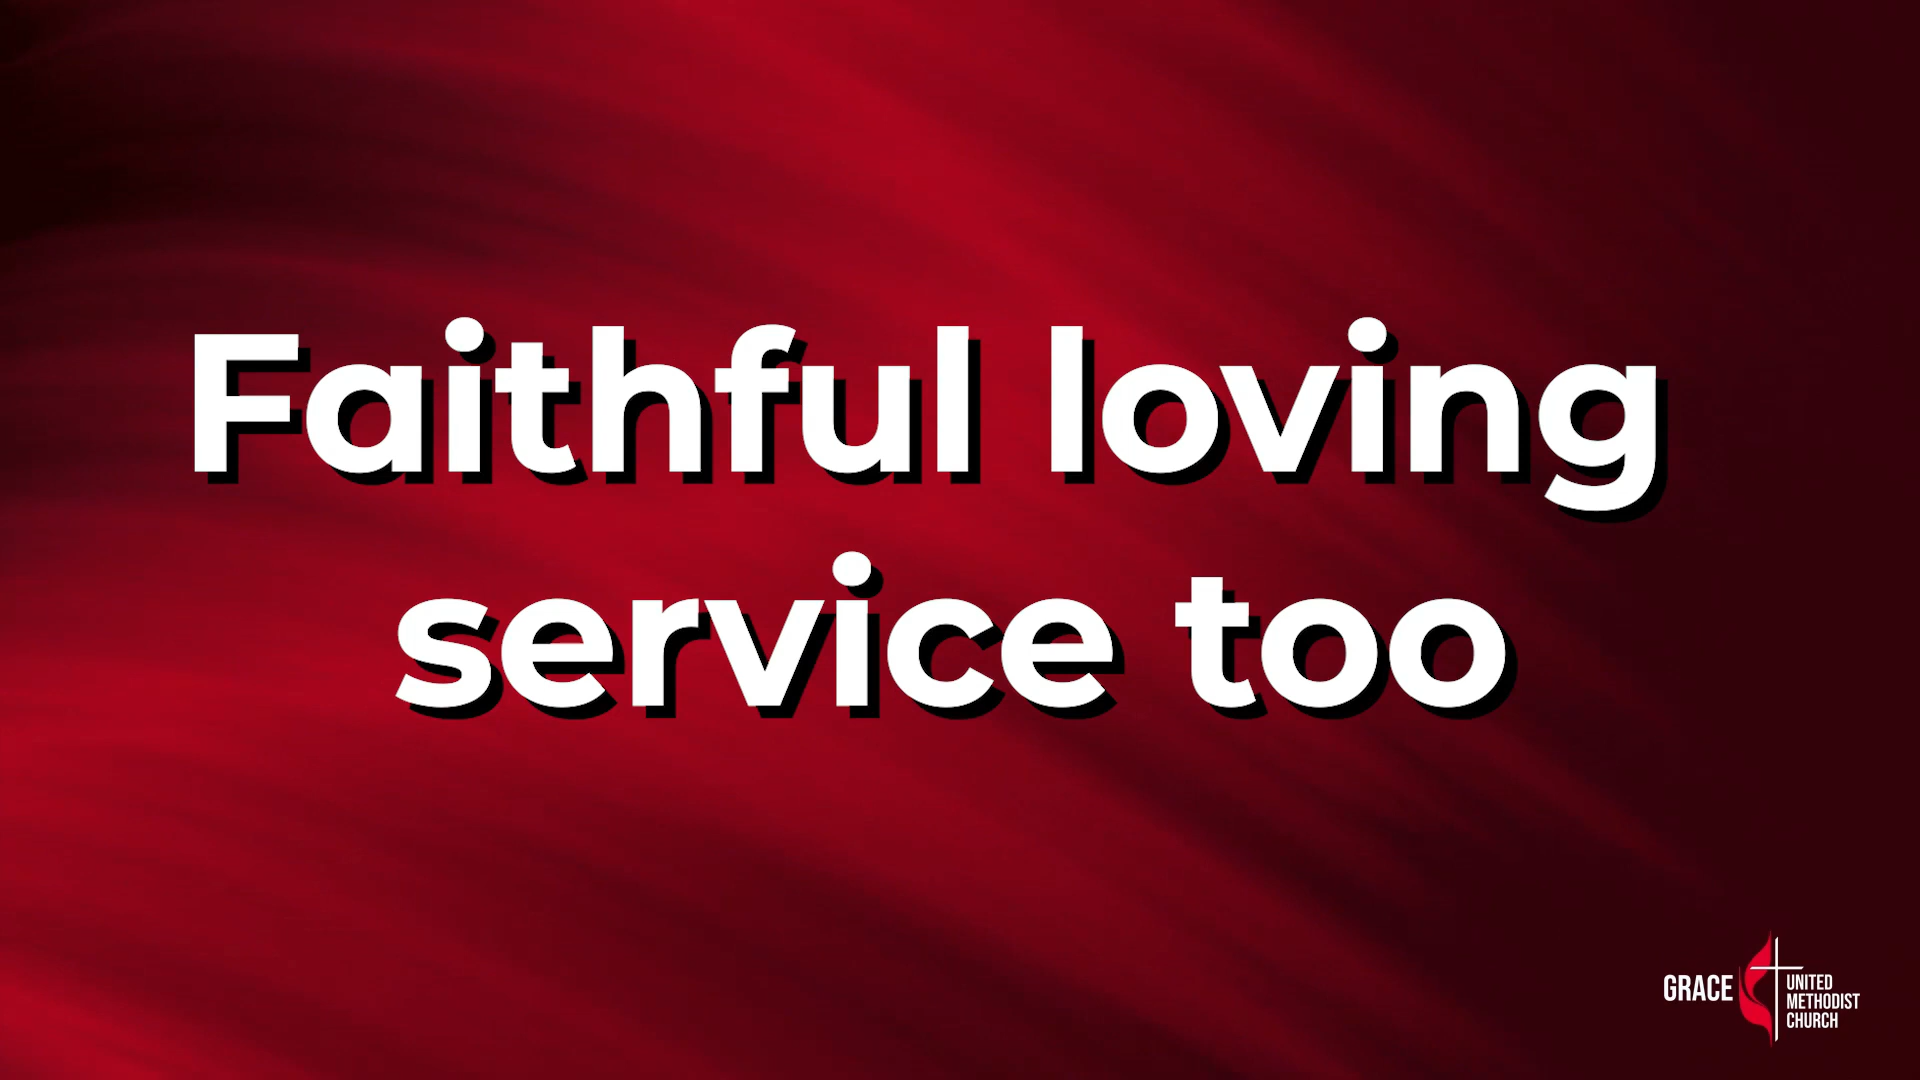 Faithful loving
service too
GRACE
UNITED
METHODIST
CHURCH